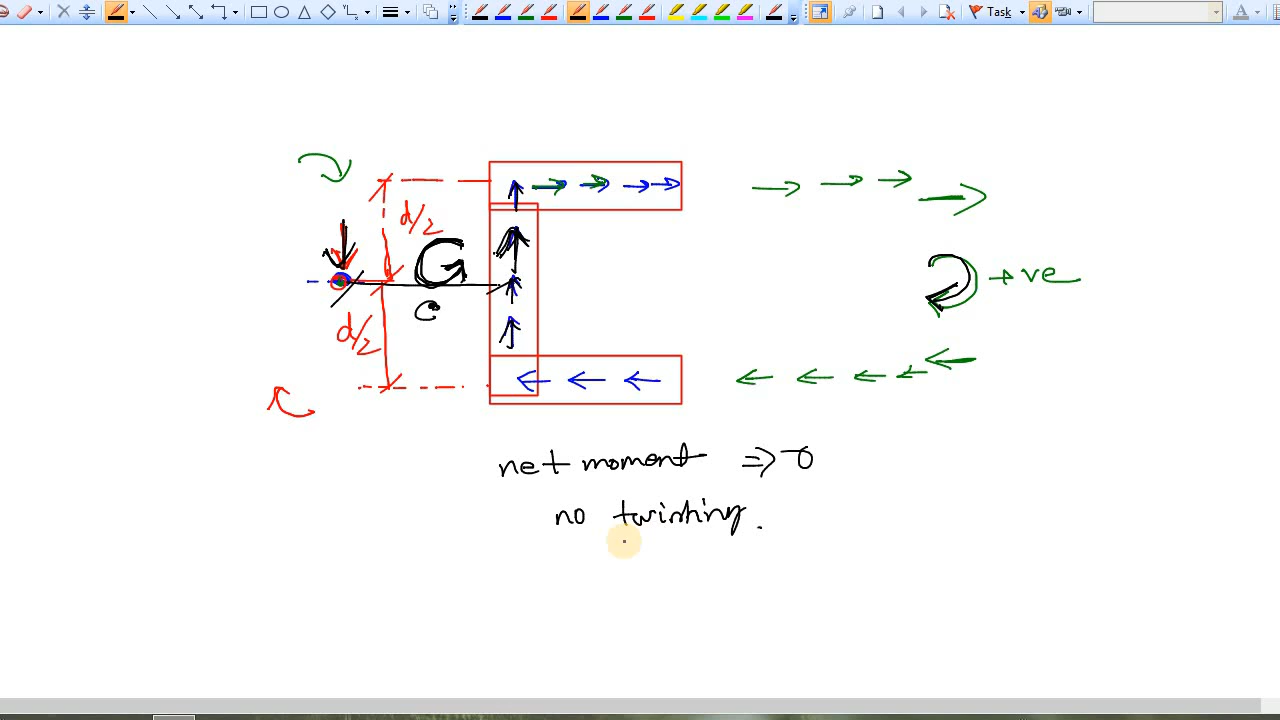 Task
A
d/2
e
+ve
d/2
net moment ⇒ 0
no twisting.